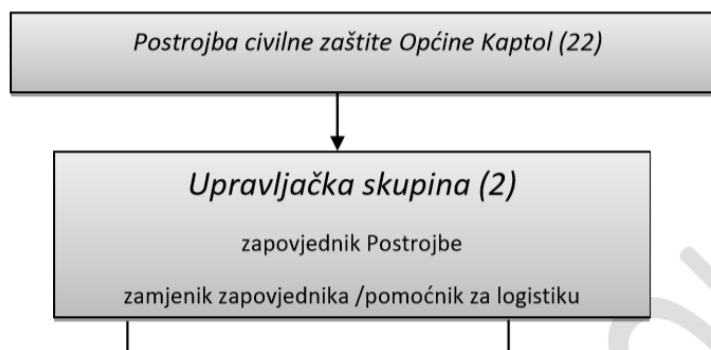 Postrojba civilne zaštite Općine Kaptol (22)
Upravljačka skupina (2)
zapovjednik Postrojbe
zamjenik zapovjednika /pomoćnik za logistiku